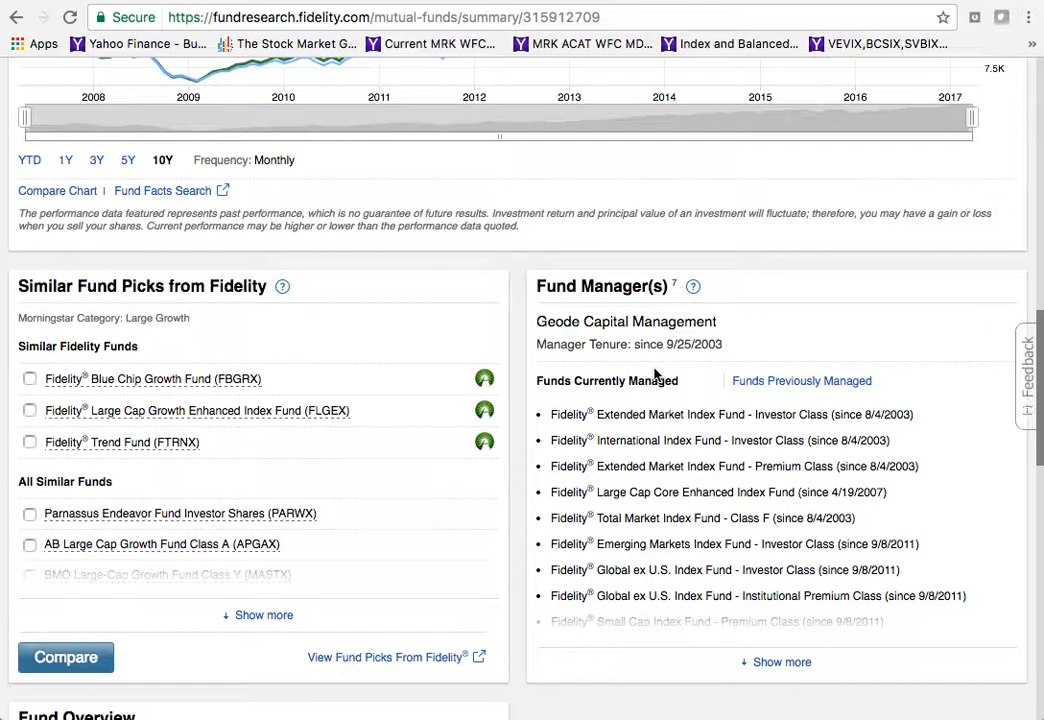 Secure https://fundresearch.fidelity.com/mutual-funds/summary/315912709
Apps Yahoo Finance - Bu... The Stock Market G... Current MRK WFC... MRK ACAT WFC MD... Index and Balanced... VEVIX,BCSIX,SVBIX... »
7.5K
2008 2009 2010 2011 2012 2013 2014 2015 2016 2017
YTD 1Y 3Y 5Y 10Y Frequency: Monthly
Compare Chart | Fund Facts Search
The performance data featured represents past performance, which is no guarantee of future results. Investment return and principal value of an investment will fluctuate; therefore, you may have a gain or loss
when you sell your shares. Current performance may be higher or lower than the performance data quoted.
Similar Fund Picks from Fidelity ?
Morningstar Category: Large Growth
Similar Fidelity Funds
Fidelity® Blue Chip Growth Fund (FBGRX)
Fidelity® Large Cap Growth Enhanced Index Fund (FLGEX)
Fidelity® Trend Fund (FTRNX)
All Similar Funds
Parnassus Endeavor Fund Investor Shares (PARWX)
AB Large Cap Growth Fund Class A (APGAX)
BMO Large-Cap Growth Fund Class Y (MASTX)
↓ Show more
Compare
View Fund Picks From Fidelity®
Fund Manager(s) 7 ?
Geode Capital Management
Manager Tenure: since 9/25/2003
Funds Currently Managed | Funds Previously Managed
• Fidelity® Extended Market Index Fund - Investor Class (since 8/4/2003)
• Fidelity® International Index Fund - Investor Class (since 8/4/2003)
• Fidelity® Extended Market Index Fund - Premium Class (since 8/4/2003)
• Fidelity® Large Cap Core Enhanced Index Fund (since 4/19/2007)
• Fidelity® Total Market Index Fund - Class F (since 8/4/2003)
• Fidelity® Emerging Markets Index Fund - Investor Class (since 9/8/2011)
• Fidelity® Global ex U.S. Index Fund - Investor Class (since 9/8/2011)
• Fidelity® Global ex U.S. Index Fund - Institutional Premium Class (since 9/8/2011)
• Fidelity® Small Cap Index Fund - Premium Class (since 9/8/2011)
↓ Show more
[+] Feedback
Fund Overview